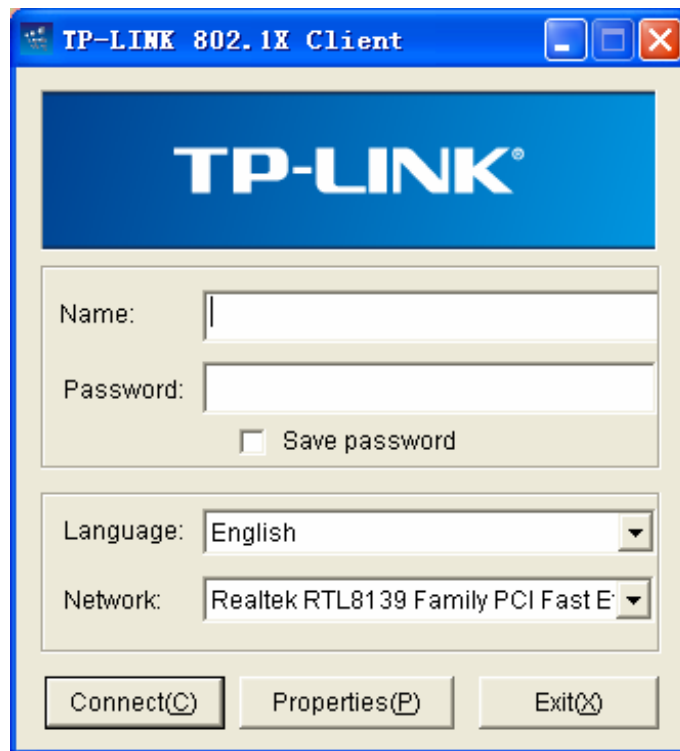 TP-LINK 802.1X Client
TP-LINK®
Name:
Password:
Save password
Language: English
Network: Realtek RTL8139 Family PCI Fast E
Connect(C) Properties(P) Exit(X)